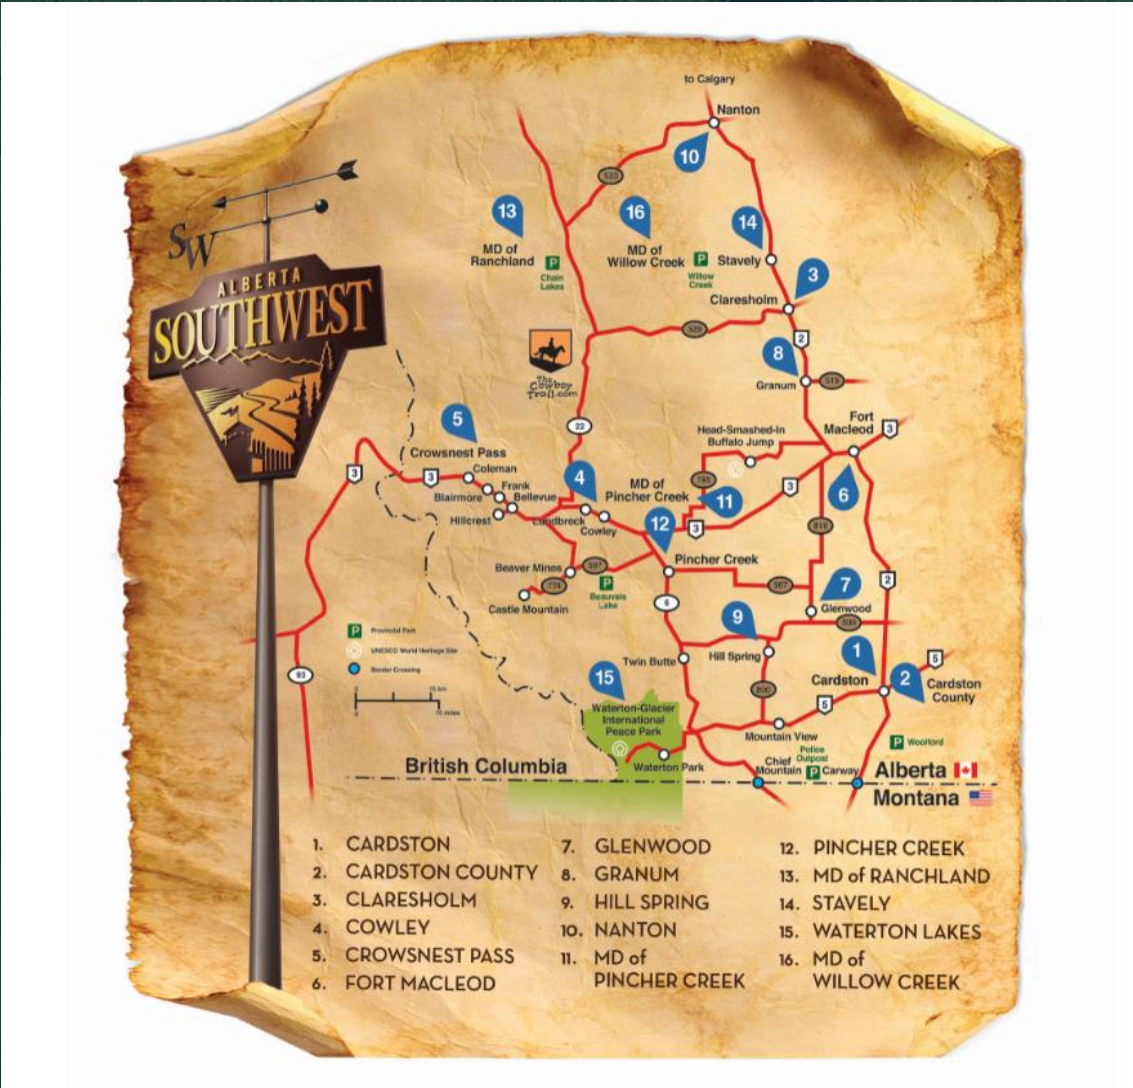 to Calgary
Nanton
10
533
13
16
14
MD of
Ranchland
P
Chain
Lakes
MD of
Willow Creek
P
Willow
Creek
Stavely
3
Claresholm
SW
ALBERTA
SOUTHWEST
520
2
The
Cowboy
Trail.com
8
Granum
519
5
Crowsnest Pass
22
Head-Smashed-In
Buffalo Jump
Fort
Macleod
3
3
3
Coleman
Frank
Blairmore
Bellevue
Hillcrest
4
Lundbreck
Cowley
MD of
Pincher Creek
785
11
3
3
6
12
810
Beaver Mines
507
774
Castle Mountain
P
Beauvais
Lake
Pincher Creek
507
2
6
7
Glenwood
505
9
P
Provincial Park
UNESCO World Heritage Site
Border Crossing
Twin Butte
Hill Spring
1
5
93
15
800
Cardston
2
Cardston
County
0
10 km
0
10 miles
Waterton-Glacier
International
Peace Park
5
Mountain View
P
Woolford
Waterton Park
Police
Outpost
Chief
Mountain
P
Carway
British Columbia
Alberta
Montana
1. CARDSTON
2. CARDSTON COUNTY
3. CLARESHOLM
4. COWLEY
5. CROWSNEST PASS
6. FORT MACLEOD
7. GLENWOOD
8. GRANUM
9. HILL SPRING
10. NANTON
11. MD of
PINCHER CREEK
12. PINCHER CREEK
13. MD of RANCHLAND
14. STAVELY
15. WATERTON LAKES
16. MD of
WILLOW CREEK